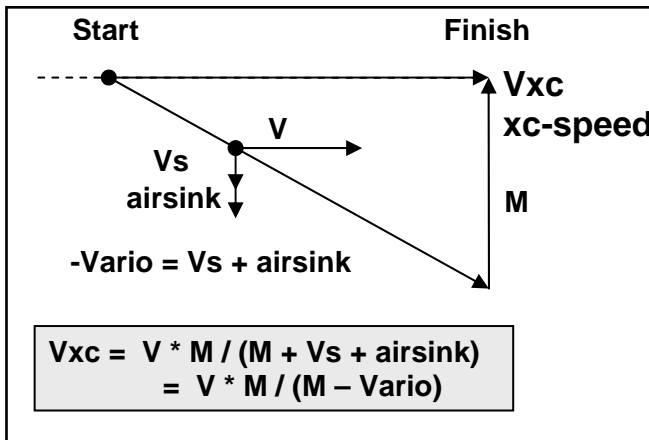 Start
Finish
Vxc
xc-speed
V
Vs
airsink
M
-Vario = Vs + airsink
Vxc = V * M / (M + Vs + airsink)
= V * M / (M – Vario)